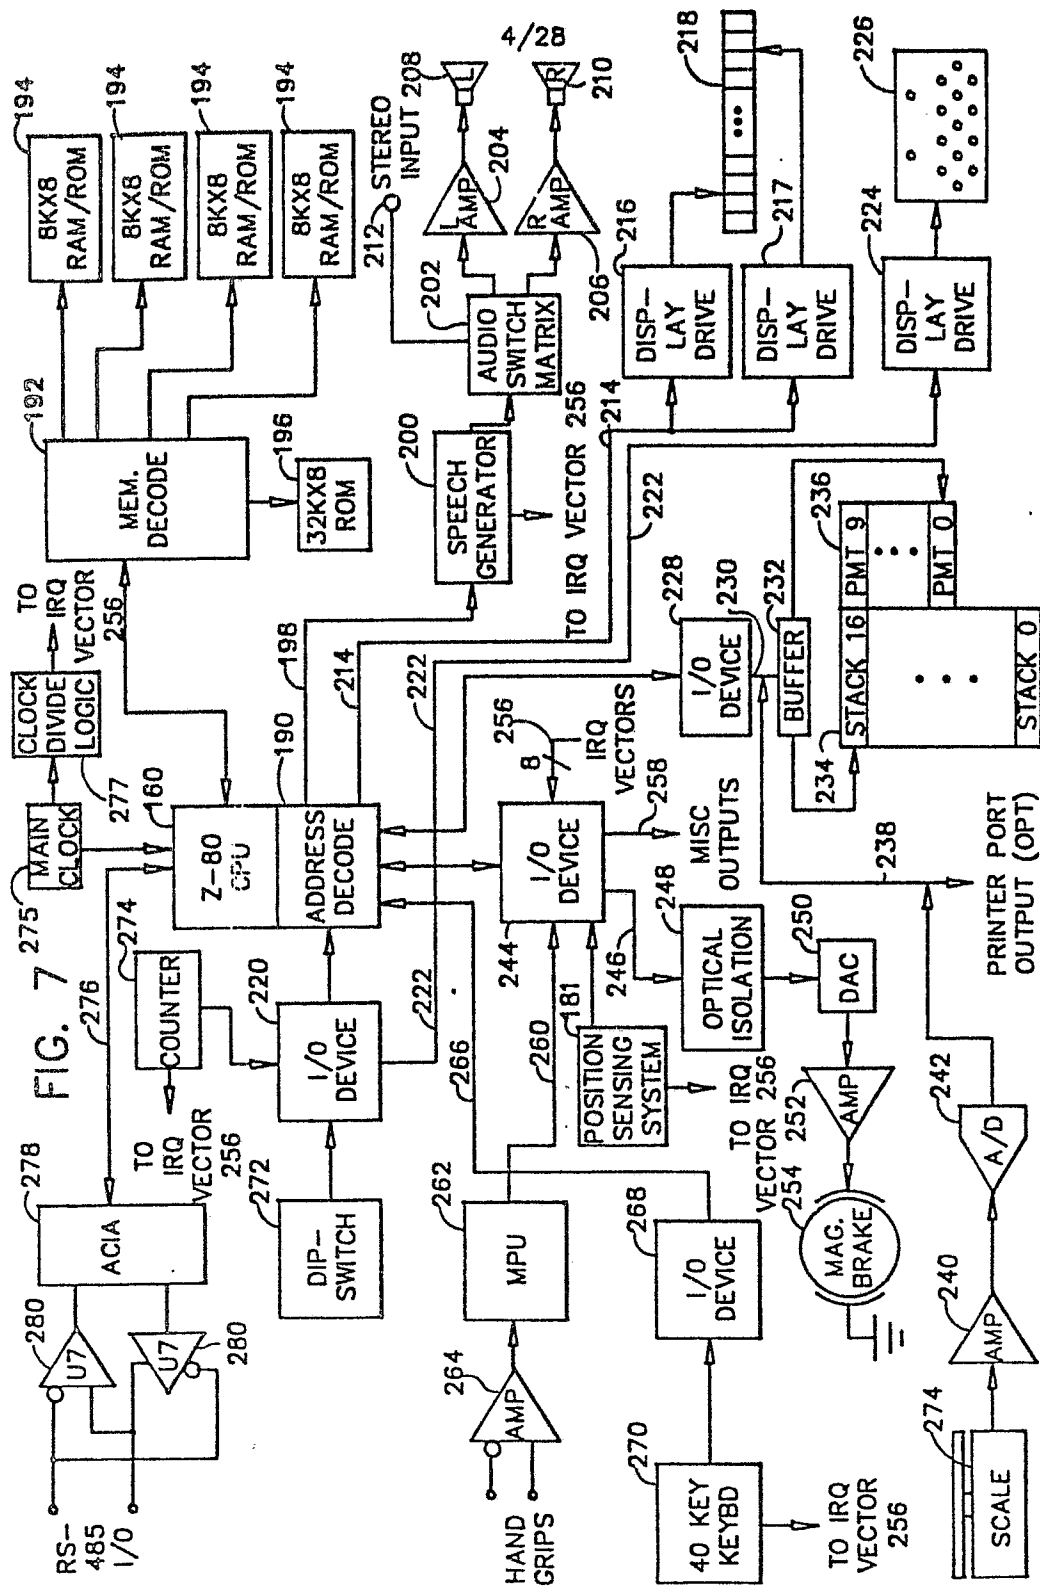 FIG. 7
4/28
RS-
485
I/O
280
U7
U7
280
278
ACIA
276
TO
IRQ
VECTOR
256
274
COUNTER
275
MAIN
CLOCK
277
CLOCK
DIVIDE
LOGIC
TO
IRQ
VECTOR
256
160
Z-80
CPU
190
ADDRESS
DECODE
192
MEM.
DECODE
194
8KX8
RAM/ROM
194
8KX8
RAM/ROM
194
8KX8
RAM/ROM
194
8KX8
RAM/ROM
196
32KX8
ROM
198
214
200
SPEECH
GENERATOR
TO IRQ VECTOR 256
202
AUDIO
SWITCH
MATRIX
212
STEREO
INPUT
208
L
L
AMP
204
R
210
R
AMP
206
272
DIP-
SWITCH
220
I/O
DEVICE
222
222
222
214
216
DISP-
LAY
DRIVE
217
DISP-
LAY
DRIVE
218
224
DISP-
LAY
DRIVE
226
HAND
GRIPS
264
AMP
262
MPU
260
266
244
I/O
DEVICE
256
8
IRQ
VECTORS
258
MISC
OUTPUTS
181
POSITION
SENSING
SYSTEM
TO IRQ
VECTOR 256
246
248
OPTICAL
ISOLATION
250
DAC
252
AMP
254
MAG.
BRAKE
228
I/O
DEVICE
230
232
BUFFER
234
STACK 16
STACK 0
236
PMT 9
PMT 0
238
PRINTER PORT
OUTPUT (OPT)
270
40 KEY
KEYBD
TO IRQ
VECTOR
256
268
I/O
DEVICE
274
SCALE
240
AMP
242
A/D